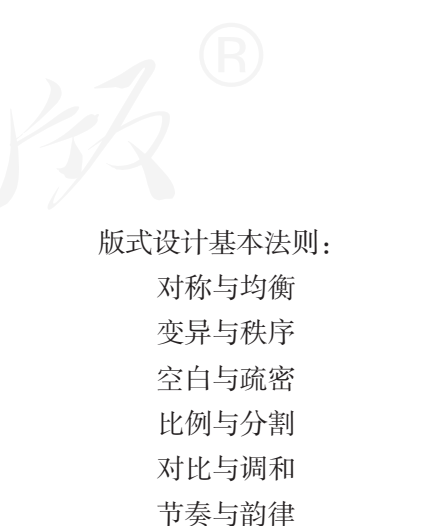 版®
版式设计基本法则：
对称与均衡
变异与秩序
空白与疏密
比例与分割
对比与调和
节奏与韵律